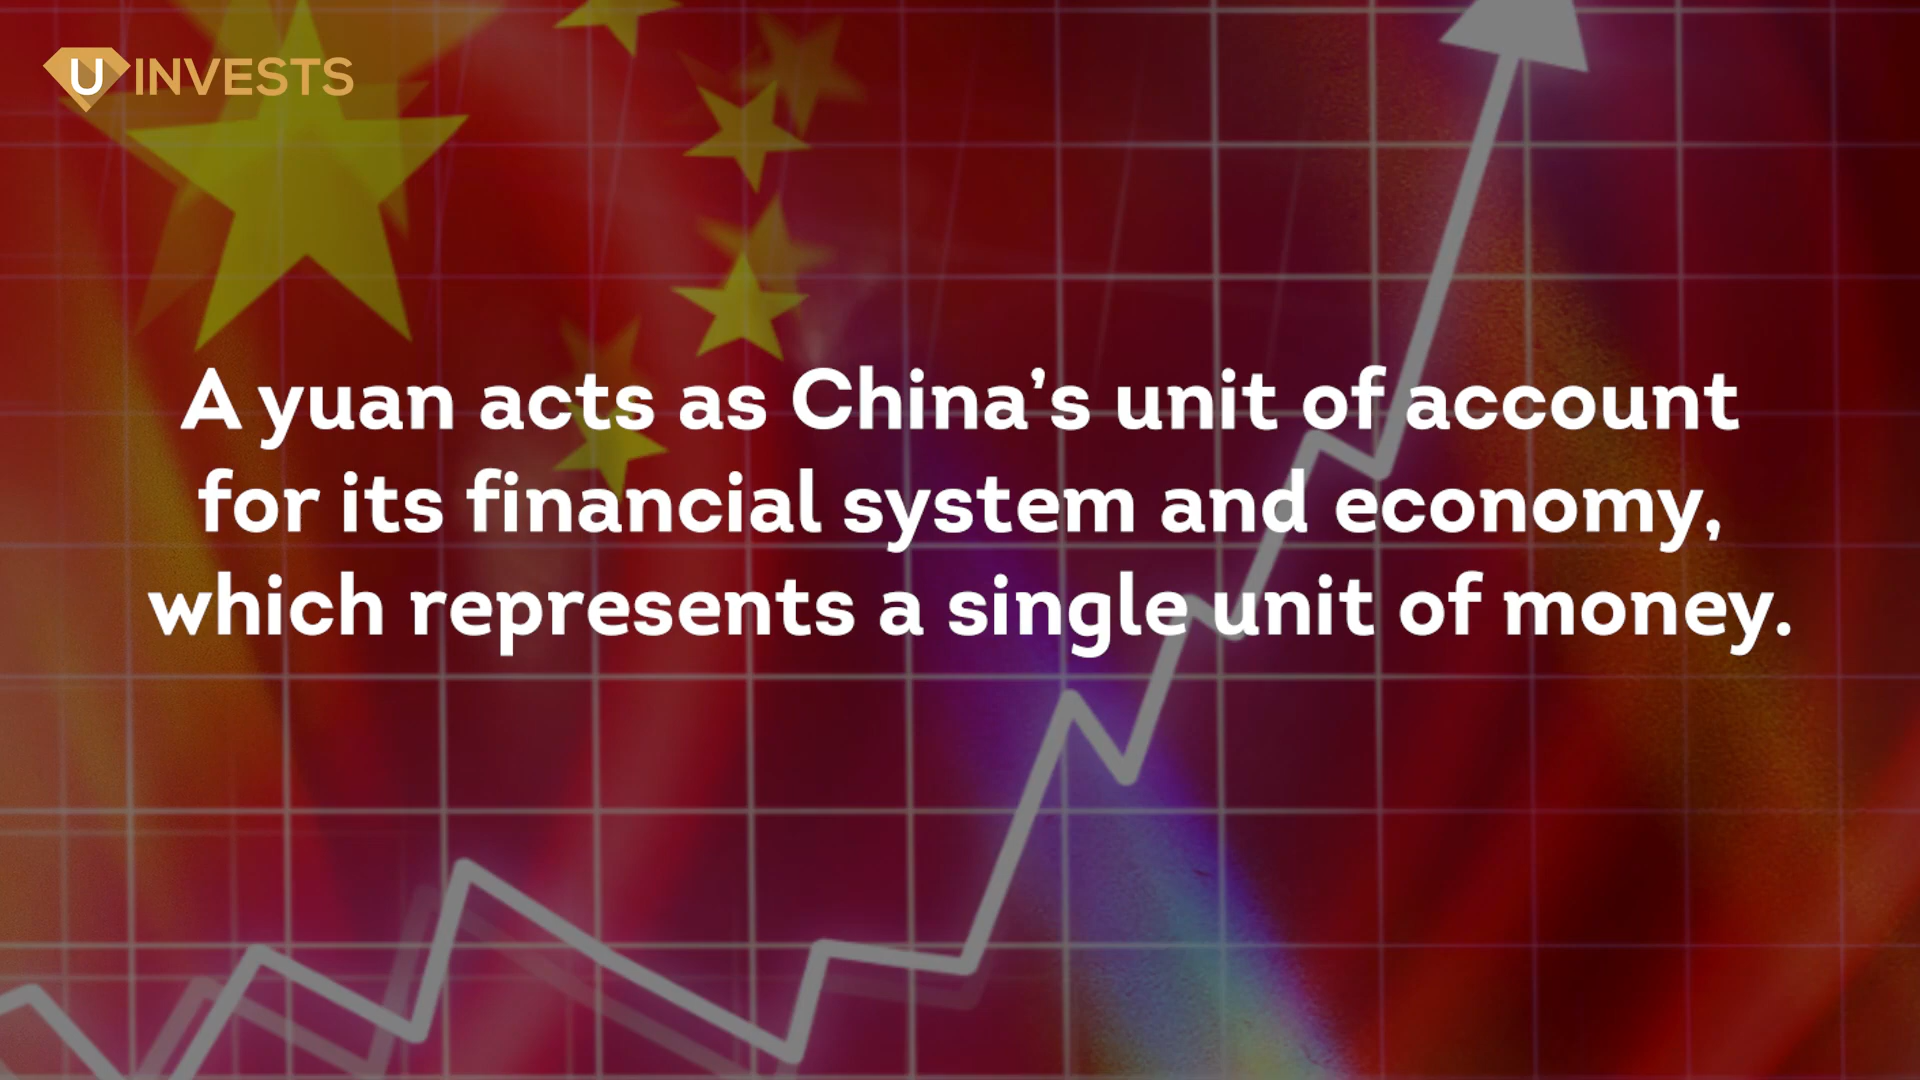 U INVESTS
A yuan acts as China’s unit of account
for its financial system and economy,
which represents a single unit of money.